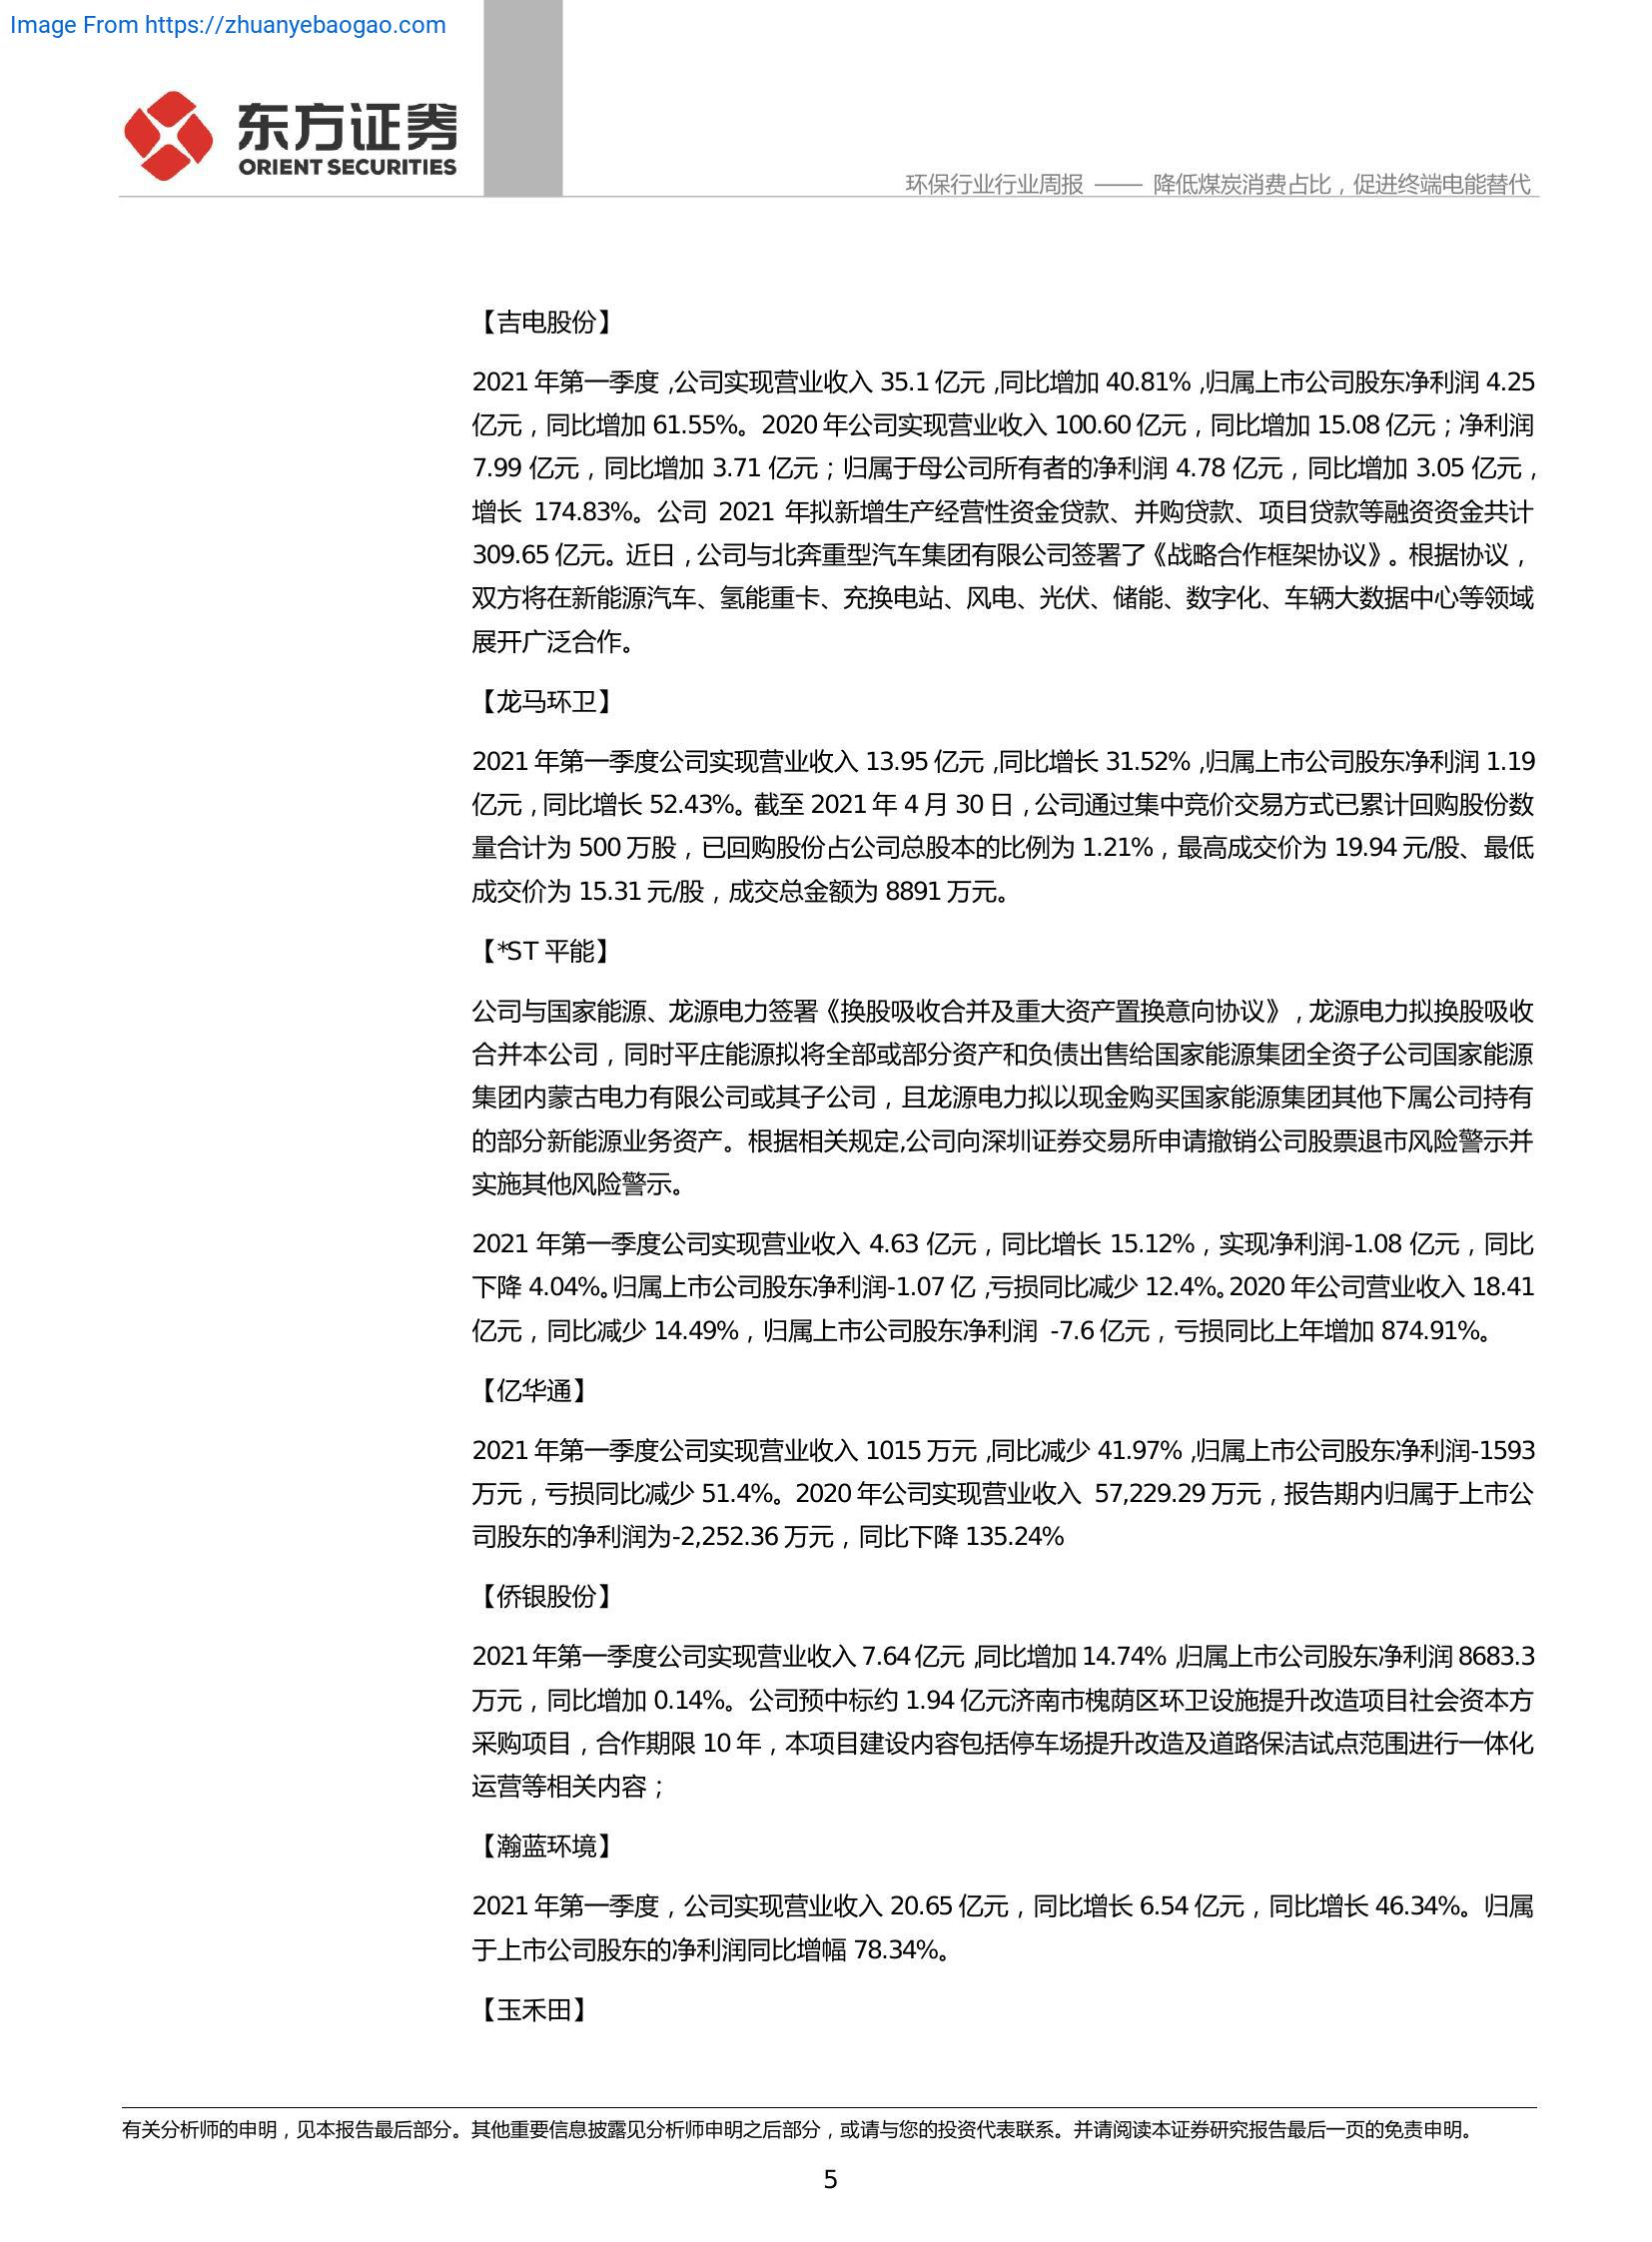 Image From https://zhuanyebaogao.com
东方证券
ORIENT SECURITIES
环保行业行业周报 —— 降低煤炭消费占比，促进终端电能替代
【吉电股份】
2021 年第一季度，公司实现营业收入 35.1 亿元，同比增加 40.81%，归属上市公司股东净利润 4.25
亿元，同比增加 61.55%。2020 年公司实现营业收入 100.60 亿元，同比增加 15.08 亿元；净利润
7.99 亿元，同比增加 3.71 亿元；归属于母公司所有者的净利润 4.78 亿元，同比增加 3.05 亿元，
增长 174.83%。公司 2021 年拟新增生产经营性资金贷款、并购贷款、项目贷款等融资资金共计
309.65 亿元。近日，公司与北奔重型汽车集团有限公司签署了《战略合作框架协议》。根据协议，
双方将在新能源汽车、氢能重卡、充换电站、风电、光伏、储能、数字化、车辆大数据中心等领域
展开广泛合作。
【龙马环卫】
2021 年第一季度公司实现营业收入 13.95 亿元，同比增长 31.52%，归属上市公司股东净利润 1.19
亿元，同比增长 52.43%。截至 2021 年 4 月 30 日，公司通过集中竞价交易方式已累计回购股份数
量合计为 500 万股，已回购股份占公司总股本的比例为 1.21%，最高成交价为 19.94 元/股、最低
成交价为 15.31 元/股，成交总金额为 8891 万元。
【*ST 平能】
公司与国家能源、龙源电力签署《换股吸收合并及重大资产置换意向协议》，龙源电力拟换股吸收
合并本公司，同时平庄能源拟将全部或部分资产和负债出售给国家能源集团全资子公司国家能源
集团内蒙古电力有限公司或其子公司，且龙源电力拟以现金购买国家能源集团其他下属公司持有
的部分新能源业务资产。根据相关规定,公司向深圳证券交易所申请撤销公司股票退市风险警示并
实施其他风险警示。
2021 年第一季度公司实现营业收入 4.63 亿元，同比增长 15.12%，实现净利润-1.08 亿元，同比
下降 4.04%。归属上市公司股东净利润-1.07 亿，亏损同比减少 12.4%。2020 年公司营业收入 18.41
亿元，同比减少 14.49%，归属上市公司股东净利润 -7.6 亿元，亏损同比上年增加 874.91%。
【亿华通】
2021 年第一季度公司实现营业收入 1015 万元，同比减少 41.97%，归属上市公司股东净利润-1593
万元，亏损同比减少 51.4%。2020 年公司实现营业收入 57,229.29 万元，报告期内归属于上市公
司股东的净利润为-2,252.36 万元，同比下降 135.24%
【侨银股份】
2021 年第一季度公司实现营业收入 7.64 亿元，同比增加 14.74%，归属上市公司股东净利润 8683.3
万元，同比增加 0.14%。公司预中标约 1.94 亿元济南市槐荫区环卫设施提升改造项目社会资本方
采购项目，合作期限 10 年，本项目建设内容包括停车场提升改造及道路保洁试点范围进行一体化
运营等相关内容；
【瀚蓝环境】
2021 年第一季度，公司实现营业收入 20.65 亿元，同比增长 6.54 亿元，同比增长 46.34%。归属
于上市公司股东的净利润同比增幅 78.34%。
【玉禾田】
有关分析师的申明，见本报告最后部分。其他重要信息披露见分析师申明之后部分，或请与您的投资代表联系。并请阅读本证券研究报告最后一页的免责申明。
5